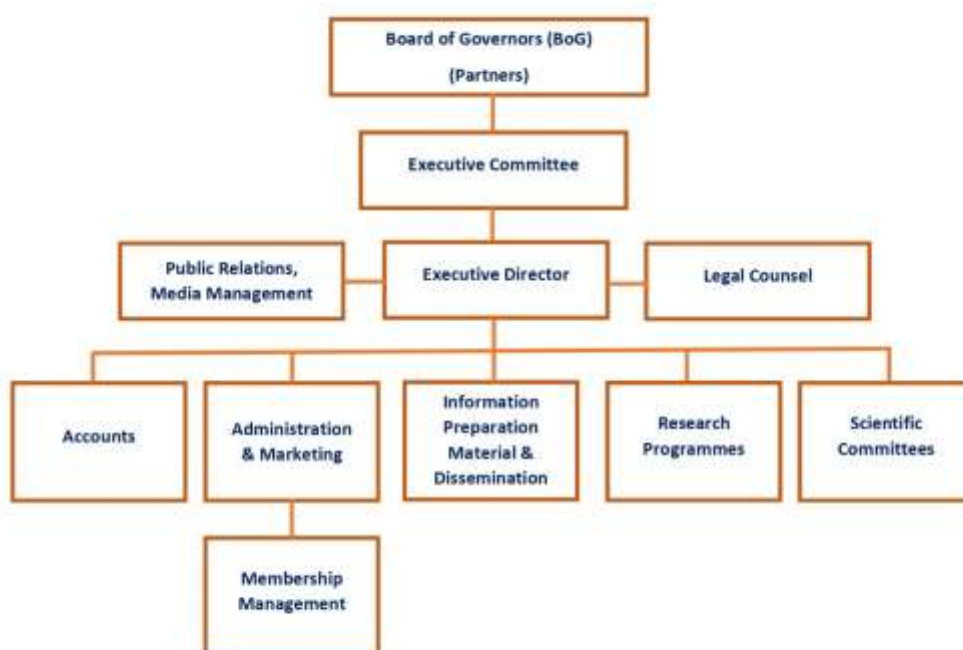 Board of Governors (BoG)
(Partners)
Executive Committee
Public Relations,
Media Management
Executive Director
Legal Counsel
Accounts
Administration
& Marketing
Information
Preparation
Material &
Dissemination
Research
Programmes
Scientific
Committees
Membership
Management